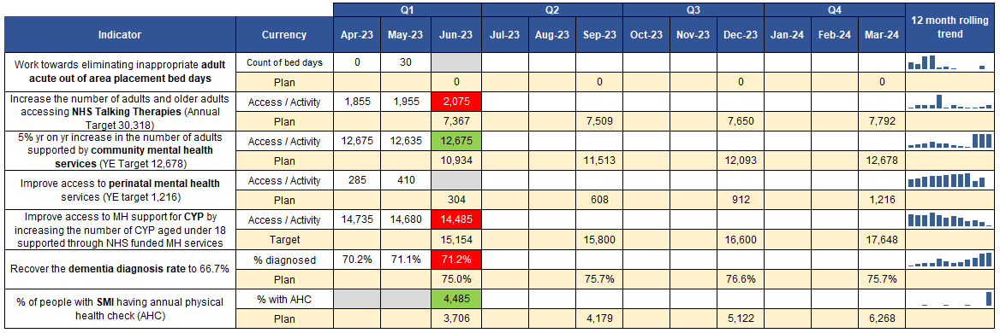 Q1 Q2 Q3 Q4
Indicator Currency Apr-23 May-23 Jun-23 Jul-23 Aug-23 Sep-23 Oct-23 Nov-23 Dec-23 Jan-24 Feb-24 Mar-24 12 month rolling
trend
Work towards eliminating inappropriate adult
acute out of area placement bed days
Count of bed days 0 30
Plan 0 0 0 0
Increase the number of adults and older adults
accessing NHS Talking Therapies (Annual
Target 30,318)
Access / Activity 1,855 1,955 2,075
Plan 7,367 7,509 7,650 7,792
5% yr on yr increase in the number of adults
supported by community mental health
services (YE Target 12,678)
Access / Activity 12,675 12,635 12,675
Plan 10,934 11,513 12,093 12,678
Improve access to perinatal mental health
services (YE target 1,216)
Access / Activity 285 410
Plan 304 608 912 1,216
Improve access to MH support for CYP by
increasing the number of CYP aged under 18
supported through NHS funded MH services
Access / Activity 14,735 14,680 14,485
Target 15,154 15,800 16,600 17,648
Recover the dementia diagnosis rate to 66.7%
% diagnosed 70.2% 71.1% 71.2%
Plan 75.0% 75.7% 76.6% 75.7%
% of people with SMI having annual physical
health check (AHC)
% with AHC 4,485
Plan 3,706 4,179 5,122 6,268